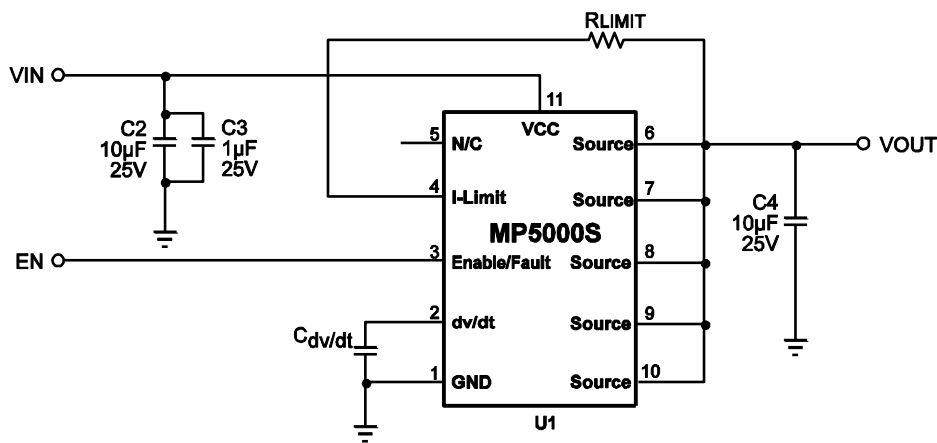 RLIMIT
VIN
11
VCC
C2
10µF
25V
C3
1µF
25V
5
N/C
Source
6
VOUT
4
I-Limit
Source
7
MP5000S
C4
10µF
25V
EN
3
Enable/Fault
Source
8
2
dv/dt
Source
9
Cdv/dt
1
GND
Source
10
U1